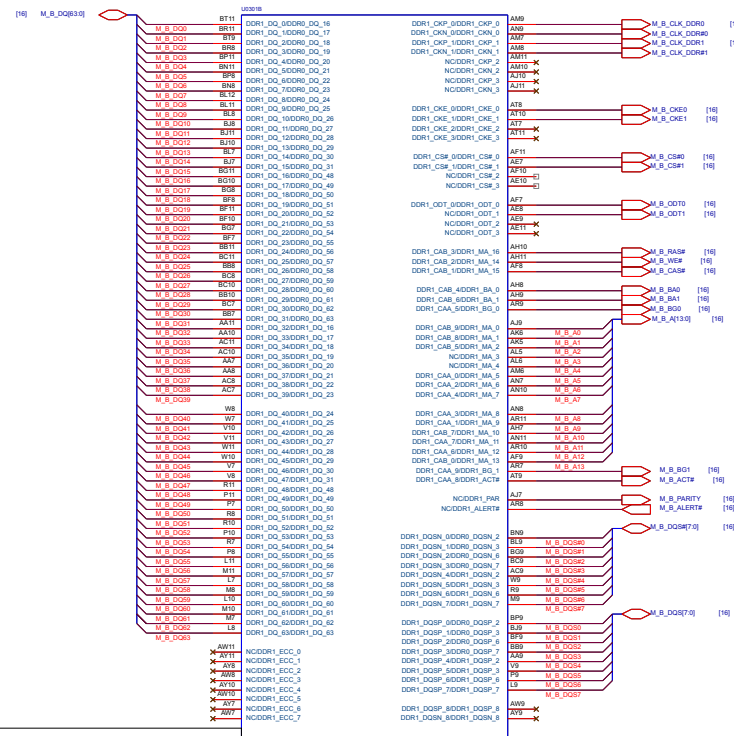 [16] M_B_DQ[63:0]
U0301B
BT11 M_B_DQ0 DDR1_DQ_0/DDR0_DQ_16
BR11 M_B_DQ1 DDR1_DQ_1/DDR0_DQ_17
BT9 M_B_DQ2 DDR1_DQ_2/DDR0_DQ_18
BR8 M_B_DQ3 DDR1_DQ_3/DDR0_DQ_19
BP11 M_B_DQ4 DDR1_DQ_4/DDR0_DQ_20
BN11 M_B_DQ5 DDR1_DQ_5/DDR0_DQ_21
BP8 M_B_DQ6 DDR1_DQ_6/DDR0_DQ_22
BN8 M_B_DQ7 DDR1_DQ_7/DDR0_DQ_23
BL12 M_B_DQ8 DDR1_DQ_8/DDR0_DQ_24
BL11 M_B_DQ9 DDR1_DQ_9/DDR0_DQ_25
BL8 M_B_DQ10 DDR1_DQ_10/DDR0_DQ_26
BJ8 M_B_DQ11 DDR1_DQ_11/DDR0_DQ_27
BJ11 M_B_DQ12 DDR1_DQ_12/DDR0_DQ_28
BJ10 M_B_DQ13 DDR1_DQ_13/DDR0_DQ_29
BL7 M_B_DQ14 DDR1_DQ_14/DDR0_DQ_30
BJ7 M_B_DQ15 DDR1_DQ_15/DDR0_DQ_31
BG11 M_B_DQ16 DDR1_DQ_16/DDR0_DQ_48
BG10 M_B_DQ17 DDR1_DQ_17/DDR0_DQ_49
BG8 M_B_DQ18 DDR1_DQ_18/DDR0_DQ_50
BF8 M_B_DQ19 DDR1_DQ_19/DDR0_DQ_51
BF11 M_B_DQ20 DDR1_DQ_20/DDR0_DQ_52
BF10 M_B_DQ21 DDR1_DQ_21/DDR0_DQ_53
BG7 M_B_DQ22 DDR1_DQ_22/DDR0_DQ_54
BF7 M_B_DQ23 DDR1_DQ_23/DDR0_DQ_55
BB11 M_B_DQ24 DDR1_DQ_24/DDR0_DQ_56
BC11 M_B_DQ25 DDR1_DQ_25/DDR0_DQ_57
BB8 M_B_DQ26 DDR1_DQ_26/DDR0_DQ_58
BC8 M_B_DQ27 DDR1_DQ_27/DDR0_DQ_59
BC10 M_B_DQ28 DDR1_DQ_28/DDR0_DQ_60
BB10 M_B_DQ29 DDR1_DQ_29/DDR0_DQ_61
BC7 M_B_DQ30 DDR1_DQ_30/DDR0_DQ_62
BB7 M_B_DQ31 DDR1_DQ_31/DDR0_DQ_63
AA11 M_B_DQ32 DDR1_DQ_32/DDR1_DQ_16
AA10 M_B_DQ33 DDR1_DQ_33/DDR1_DQ_17
AC11 M_B_DQ34 DDR1_DQ_34/DDR1_DQ_18
AC10 M_B_DQ35 DDR1_DQ_35/DDR1_DQ_19
AA7 M_B_DQ36 DDR1_DQ_36/DDR1_DQ_20
AA8 M_B_DQ37 DDR1_DQ_37/DDR1_DQ_21
AC8 M_B_DQ38 DDR1_DQ_38/DDR1_DQ_22
AC7 M_B_DQ39 DDR1_DQ_39/DDR1_DQ_23
W8 M_B_DQ40 DDR1_DQ_40/DDR1_DQ_24
W7 M_B_DQ41 DDR1_DQ_41/DDR1_DQ_25
V10 M_B_DQ42 DDR1_DQ_42/DDR1_DQ_26
V11 M_B_DQ43 DDR1_DQ_43/DDR1_DQ_27
W11 M_B_DQ44 DDR1_DQ_44/DDR1_DQ_28
W10 M_B_DQ45 DDR1_DQ_45/DDR1_DQ_29
V7 M_B_DQ46 DDR1_DQ_46/DDR1_DQ_30
V8 M_B_DQ47 DDR1_DQ_47/DDR1_DQ_31
R11 M_B_DQ48 DDR1_DQ_48/DDR1_DQ_48
P11 M_B_DQ49 DDR1_DQ_49/DDR1_DQ_49
P7 M_B_DQ50 DDR1_DQ_50/DDR1_DQ_50
R8 M_B_DQ51 DDR1_DQ_51/DDR1_DQ_51
R10 M_B_DQ52 DDR1_DQ_52/DDR1_DQ_52
P10 M_B_DQ53 DDR1_DQ_53/DDR1_DQ_53
R7 M_B_DQ54 DDR1_DQ_54/DDR1_DQ_54
P8 M_B_DQ55 DDR1_DQ_55/DDR1_DQ_55
L11 M_B_DQ56 DDR1_DQ_56/DDR1_DQ_56
M11 M_B_DQ57 DDR1_DQ_57/DDR1_DQ_57
L7 M_B_DQ58 DDR1_DQ_58/DDR1_DQ_58
M8 M_B_DQ59 DDR1_DQ_59/DDR1_DQ_59
L10 M_B_DQ60 DDR1_DQ_60/DDR1_DQ_60
M10 M_B_DQ61 DDR1_DQ_61/DDR1_DQ_61
M7 M_B_DQ62 DDR1_DQ_62/DDR1_DQ_62
L8 M_B_DQ63 DDR1_DQ_63/DDR1_DQ_63
AW11 NC/DDR1_ECC_0
AY11 NC/DDR1_ECC_1
AY8 NC/DDR1_ECC_2
AW8 NC/DDR1_ECC_3
AY10 NC/DDR1_ECC_4
AW10 NC/DDR1_ECC_5
AY7 NC/DDR1_ECC_6
AW7 NC/DDR1_ECC_7
DDR1_CKP_0/DDR1_CKP_0 AM9 M_B_CLK_DDR0
DDR1_CKN_0/DDR1_CKN_0 AN9 M_B_CLK_DDR#0
DDR1_CKP_1/DDR1_CKP_1 AM7 M_B_CLK_DDR1
DDR1_CKN_1/DDR1_CKN_1 AM8 M_B_CLK_DDR#1
NC/DDR1_CKP_2 AM11
NC/DDR1_CKN_2 AM10
NC/DDR1_CKP_3 AJ10
NC/DDR1_CKN_3 AJ11
DDR1_CKE_0/DDR1_CKE_0 AT8 M_B_CKE0 [16]
DDR1_CKE_1/DDR1_CKE_1 AT10 M_B_CKE1 [16]
DDR1_CKE_2/DDR1_CKE_2 AT7
DDR1_CKE_3/DDR1_CKE_3 AT11
DDR1_CS#_0/DDR1_CS#_0 AF11 M_B_CS#0 [16]
DDR1_CS#_1/DDR1_CS#_1 AE7 M_B_CS#1 [16]
NC/DDR1_CS#_2 AF10
NC/DDR1_CS#_3 AE10
DDR1_ODT_0/DDR1_ODT_0 AF7 M_B_ODT0 [16]
NC/DDR1_ODT_1 AE8 M_B_ODT1 [16]
NC/DDR1_ODT_2 AE9
NC/DDR1_ODT_3 AE11
DDR1_CAB_3/DDR1_MA_16 AH10 M_B_RAS# [16]
DDR1_CAB_2/DDR1_MA_14 AH11 M_B_WE# [16]
DDR1_CAB_1/DDR1_MA_15 AF8 M_B_CAS# [16]
DDR1_CAB_4/DDR1_BA_0 AH8 M_B_BA0 [16]
DDR1_CAB_6/DDR1_BA_1 AH9 M_B_BA1 [16]
DDR1_CAA_5/DDR1_BG_0 AR9 M_B_BG0 [16]
M_B_A[13:0] [16]
DDR1_CAB_9/DDR1_MA_0 AJ9 M_B_A0
DDR1_CAB_8/DDR1_MA_1 AK6 M_B_A1
DDR1_CAB_5/DDR1_MA_2 AK5 M_B_A2
NC/DDR1_MA_3 AL5 M_B_A3
NC/DDR1_MA_4 AL6 M_B_A4
DDR1_CAA_0/DDR1_MA_5 AM6 M_B_A5
DDR1_CAA_2/DDR1_MA_6 AN7 M_B_A6
DDR1_CAA_4/DDR1_MA_7 AN10 M_B_A7
DDR1_CAA_3/DDR1_MA_8 AN8 M_B_A8
DDR1_CAA_1/DDR1_MA_9 AR11 M_B_A9
DDR1_CAB_7/DDR1_MA_10 AH7 M_B_A10
DDR1_CAA_7/DDR1_MA_11 AN11 M_B_A11
DDR1_CAA_6/DDR1_MA_12 AR10 M_B_A12
DDR1_CAB_0/DDR1_MA_13 AF9 M_B_A13
DDR1_CAA_9/DDR1_BG_1 AR7 M_B_BG1 [16]
DDR1_CAA_8/DDR1_ACT# AT9 M_B_ACT# [16]
NC/DDR1_PAR AJ7 M_B_PARITY [16]
NC/DDR1_ALERT# AR8 M_B_ALERT# [16]
M_B_DQS#[7:0] [16]
DDR1_DQSN_0/DDR0_DQSN_2 BN9 M_B_DQS#0
DDR1_DQSN_1/DDR0_DQSN_3 BL9 M_B_DQS#1
DDR1_DQSN_2/DDR0_DQSN_6 BG9 M_B_DQS#2
DDR1_DQSN_3/DDR0_DQSN_7 BC9 M_B_DQS#3
DDR1_DQSN_4/DDR1_DQSN_2 AC9 M_B_DQS#4
DDR1_DQSN_5/DDR1_DQSN_3 W9 M_B_DQS#5
DDR1_DQSN_6/DDR1_DQSN_6 R9 M_B_DQS#6
DDR1_DQSN_7/DDR1_DQSN_7 M9 M_B_DQS#7
M_B_DQS[7:0] [16]
DDR1_DQSP_0/DDR0_DQSP_2 BP9 M_B_DQS0
DDR1_DQSP_1/DDR0_DQSP_3 BJ9 M_B_DQS1
DDR1_DQSP_2/DDR0_DQSP_6 BF9 M_B_DQS2
DDR1_DQSP_3/DDR0_DQSP_7 BB9 M_B_DQS3
DDR1_DQSP_4/DDR1_DQSP_2 AA9 M_B_DQS4
DDR1_DQSP_5/DDR1_DQSP_3 V9 M_B_DQS5
DDR1_DQSP_6/DDR1_DQSP_6 P9 M_B_DQS6
DDR1_DQSP_7/DDR1_DQSP_7 L9 M_B_DQS7
DDR1_DQSP_8/DDR1_DQSP_8 AW9
DDR1_DQSN_8/DDR1_DQSN_8 AY9